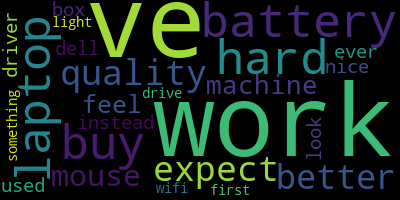 box
light
ve
battery
driver
dell
laptop
hard
quality
ever
nice
machine
feel
drive
work
something
instead
look
buy
expect
better
mouse
used
wifi
first